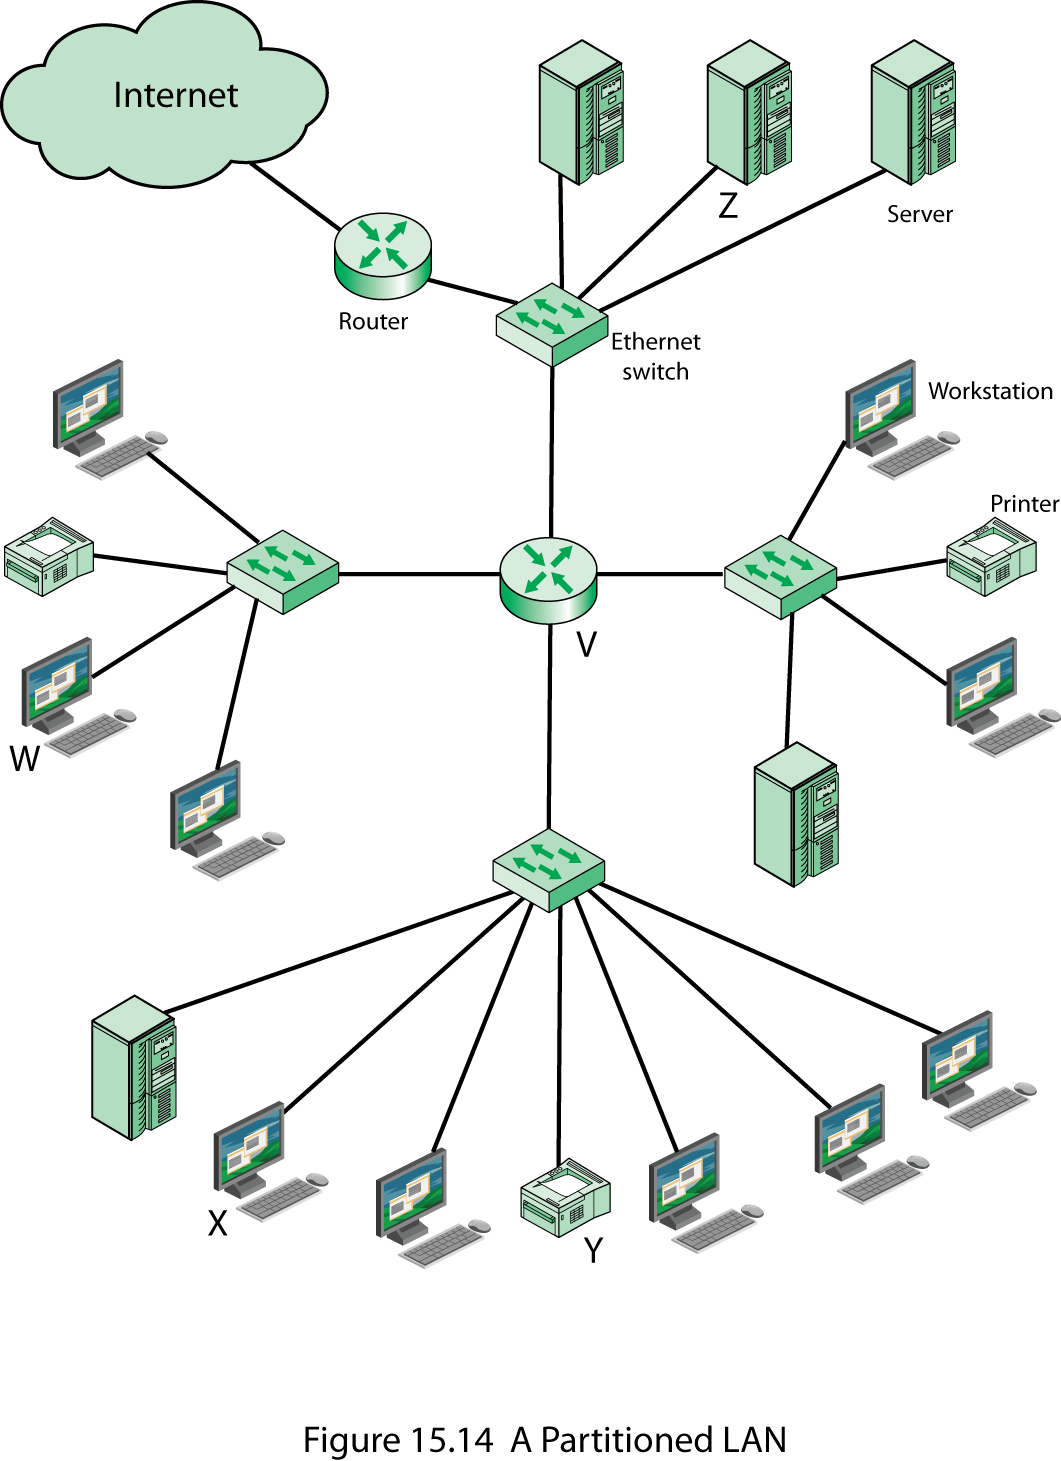 Internet
Z
Server
Router
Ethernet
switch
Workstation
Printer
V
W
X
Y
Figure 15.14 A Partitioned LAN